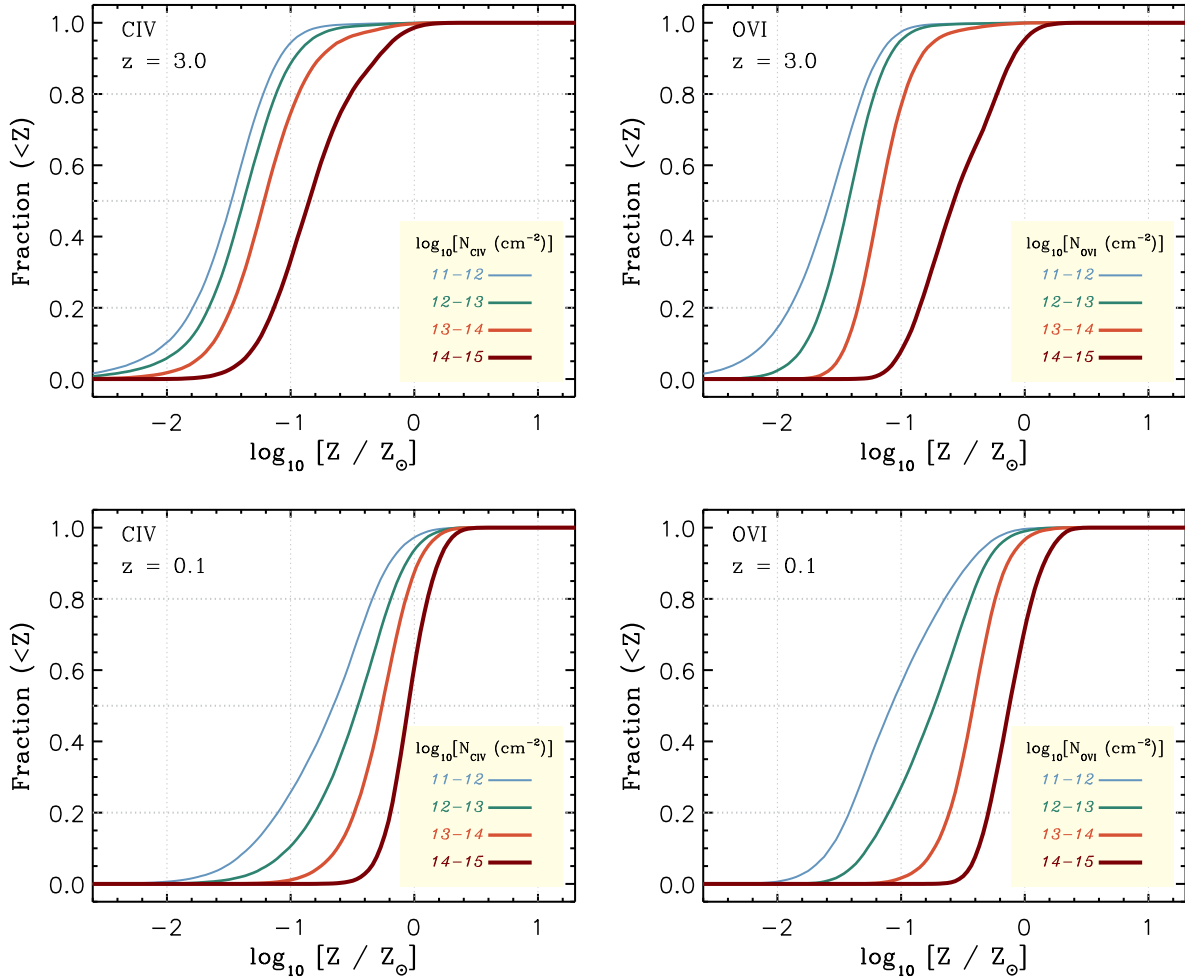 CIV
z = 3.0
Fraction (<Z)
1.0
0.8
0.6
0.4
0.2
0.0
log₁₀[N_CIV (cm⁻²)]
11−12
12−13
13−14
14−15
−2 −1 0 1
log₁₀ [Z / Z⊙]
OVI
z = 3.0
Fraction (<Z)
1.0
0.8
0.6
0.4
0.2
0.0
log₁₀[N_OVI (cm⁻²)]
11−12
12−13
13−14
14−15
−2 −1 0 1
log₁₀ [Z / Z⊙]
CIV
z = 0.1
Fraction (<Z)
1.0
0.8
0.6
0.4
0.2
0.0
log₁₀[N_CIV (cm⁻²)]
11−12
12−13
13−14
14−15
−2 −1 0 1
log₁₀ [Z / Z⊙]
OVI
z = 0.1
Fraction (<Z)
1.0
0.8
0.6
0.4
0.2
0.0
log₁₀[N_OVI (cm⁻²)]
11−12
12−13
13−14
14−15
−2 −1 0 1
log₁₀ [Z / Z⊙]